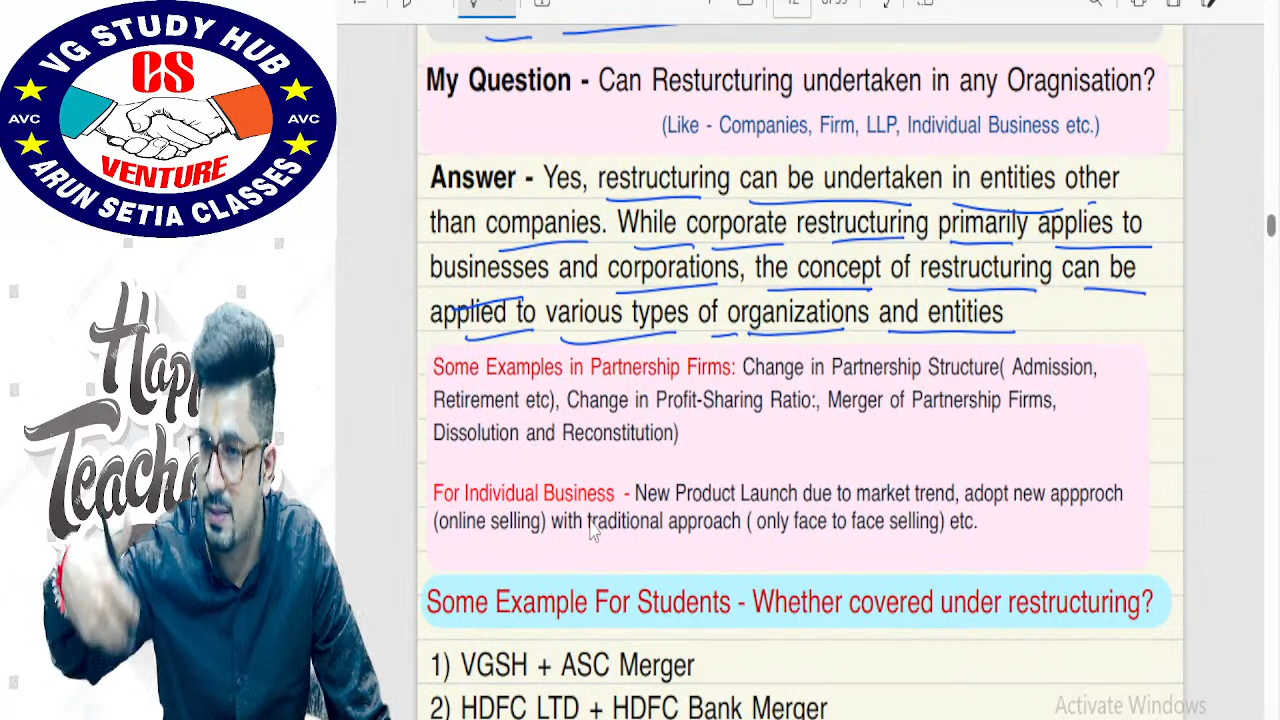 VG STUDY HUB
CS
AVC
AVC
VENTURE
ARUN SETIA CLASSES
My Question - Can Resturcturing undertaken in any Oragnisation?
(Like - Companies, Firm, LLP, Individual Business etc.)
Answer - Yes, restructuring can be undertaken in entities other
than companies. While corporate restructuring primarily applies to
businesses and corporations, the concept of restructuring can be
applied to various types of organizations and entities
Some Examples in Partnership Firms: Change in Partnership Structure( Admission,
Retirement etc), Change in Profit-Sharing Ratio:, Merger of Partnership Firms,
Dissolution and Reconstitution)
For Individual Business - New Product Launch due to market trend, adopt new appproch
(online selling) with traditional approach ( only face to face selling) etc.
Some Example For Students - Whether covered under restructuring?
1) VGSH + ASC Merger
2) HDFC LTD + HDFC Bank Merger
Activate Windows